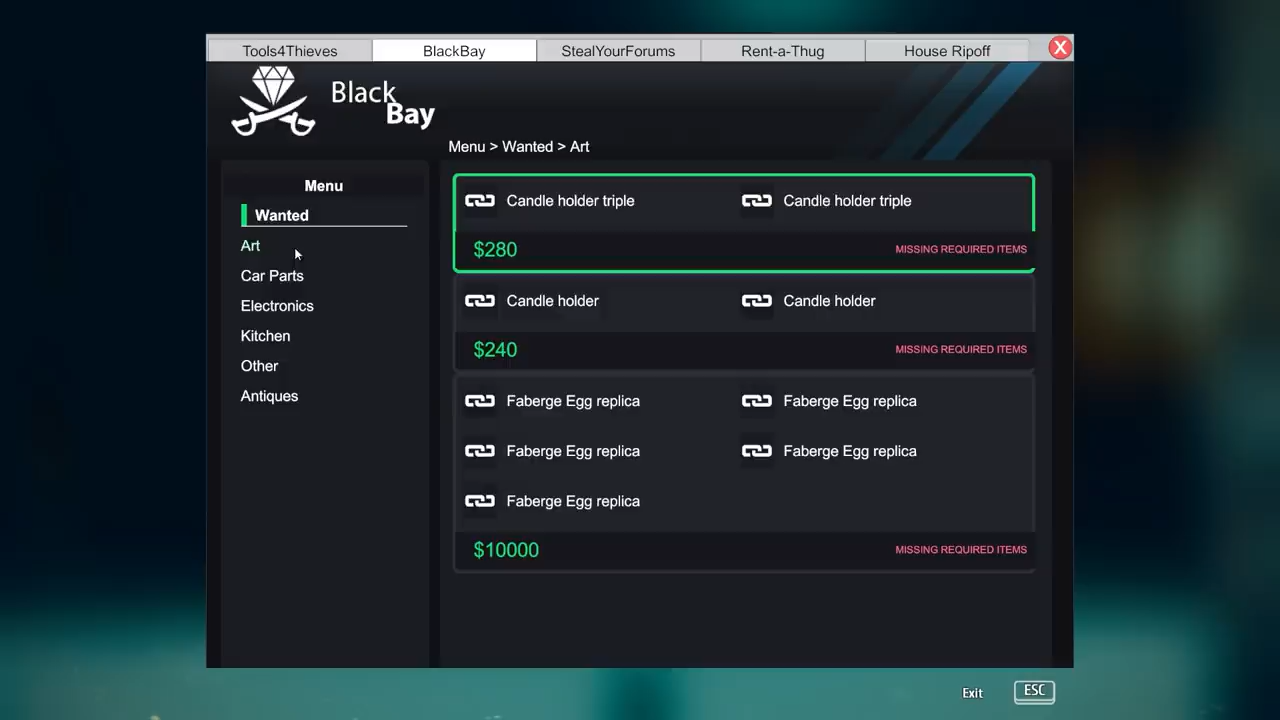 Tools4Thieves BlackBay StealYourForums Rent-a-Thug House Ripoff X
Black
Bay
Menu > Wanted > Art
Menu
Wanted
Art
Car Parts
Electronics
Kitchen
Other
Antiques
Candle holder triple Candle holder triple
$280 MISSING REQUIRED ITEMS
Candle holder Candle holder
$240 MISSING REQUIRED ITEMS
Faberge Egg replica Faberge Egg replica
Faberge Egg replica Faberge Egg replica
Faberge Egg replica
$10000 MISSING REQUIRED ITEMS
Exit ESC